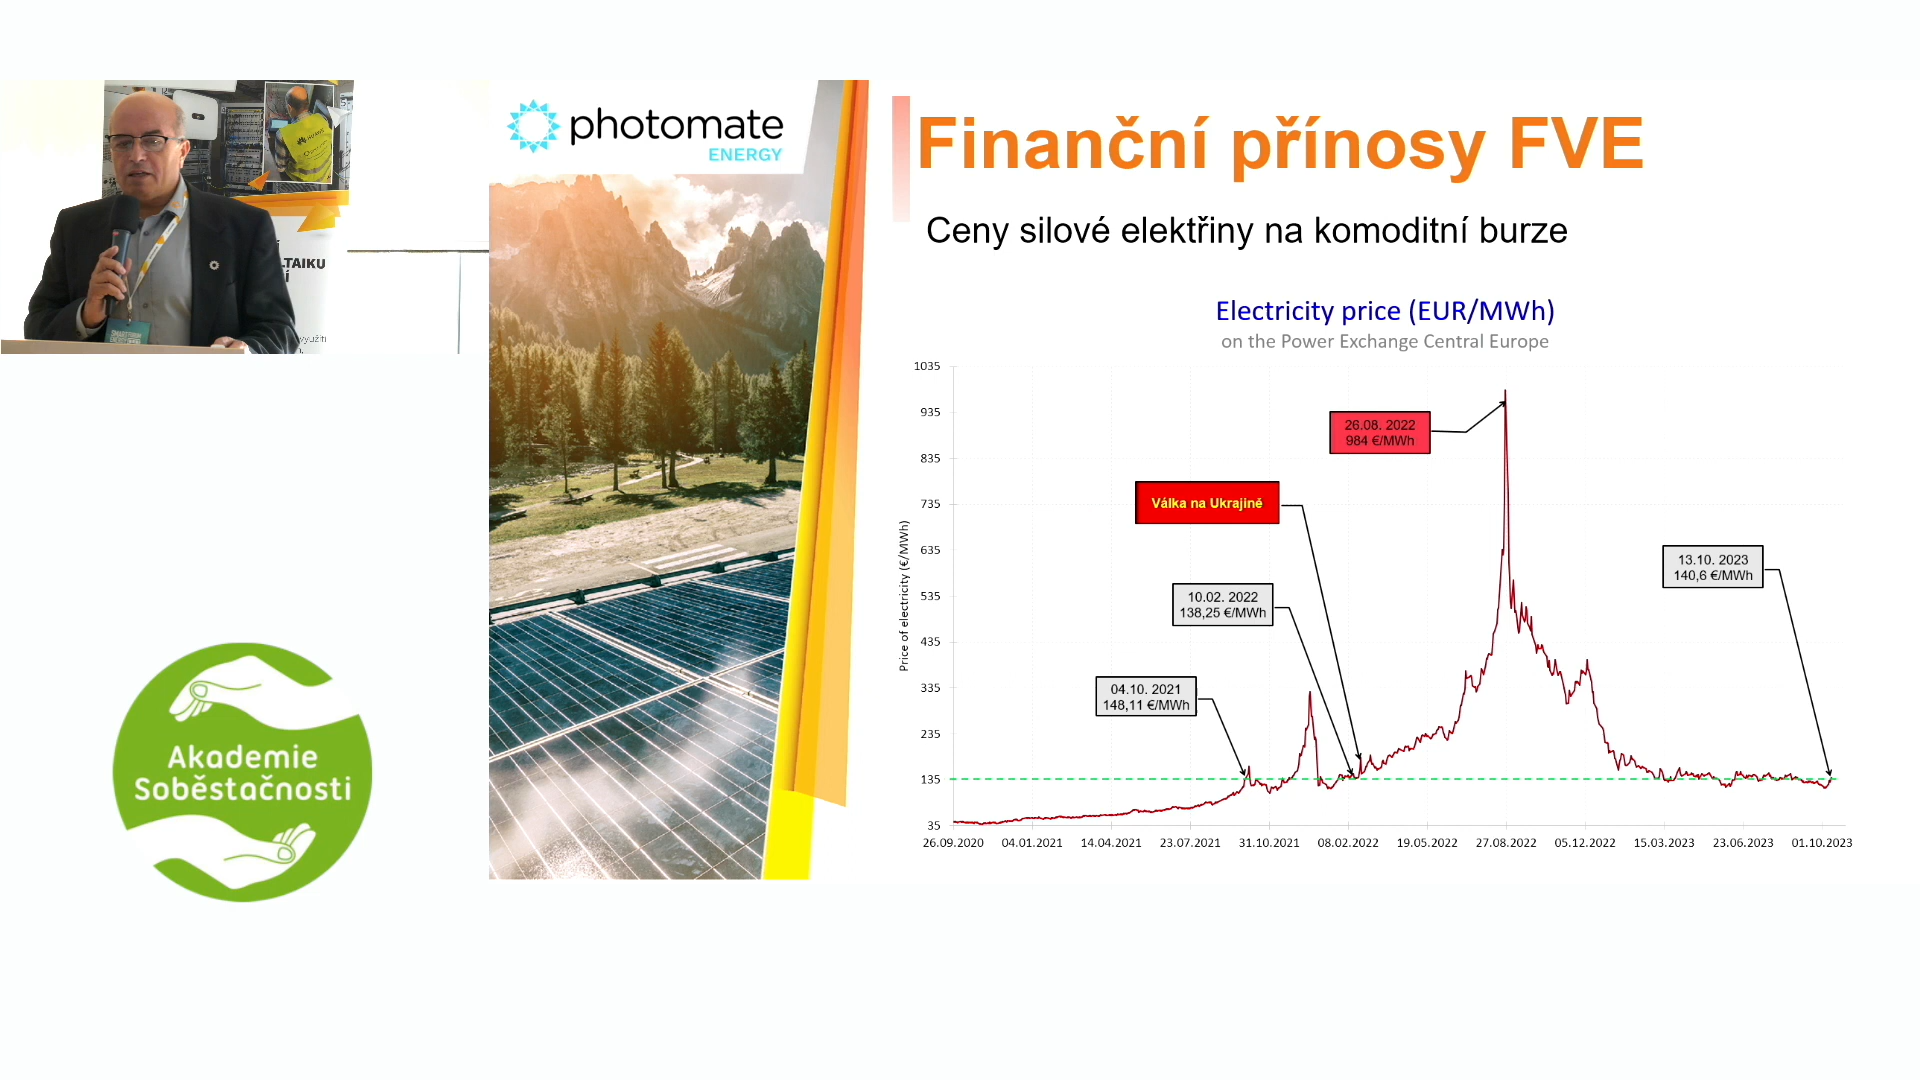 photomate
ENERGY
Finanční přínosy FVE
Ceny silové elektřiny na komoditní burze
Electricity price (EUR/MWh)
on the Power Exchange Central Europe
Price of electricity (€/MWh)
1035
935
835
735
635
535
435
335
235
135
35
26.08. 2022
984 €/MWh
Válka na Ukrajině
13.10. 2023
140,6 €/MWh
10.02. 2022
138,25 €/MWh
04.10. 2021
148,11 €/MWh
26.09.2020
04.01.2021
14.04.2021
23.07.2021
31.10.2021
08.02.2022
19.05.2022
27.08.2022
05.12.2022
15.03.2023
23.06.2023
01.10.2023
Akademie
Soběstačnosti
HUAWEI
TAIKU